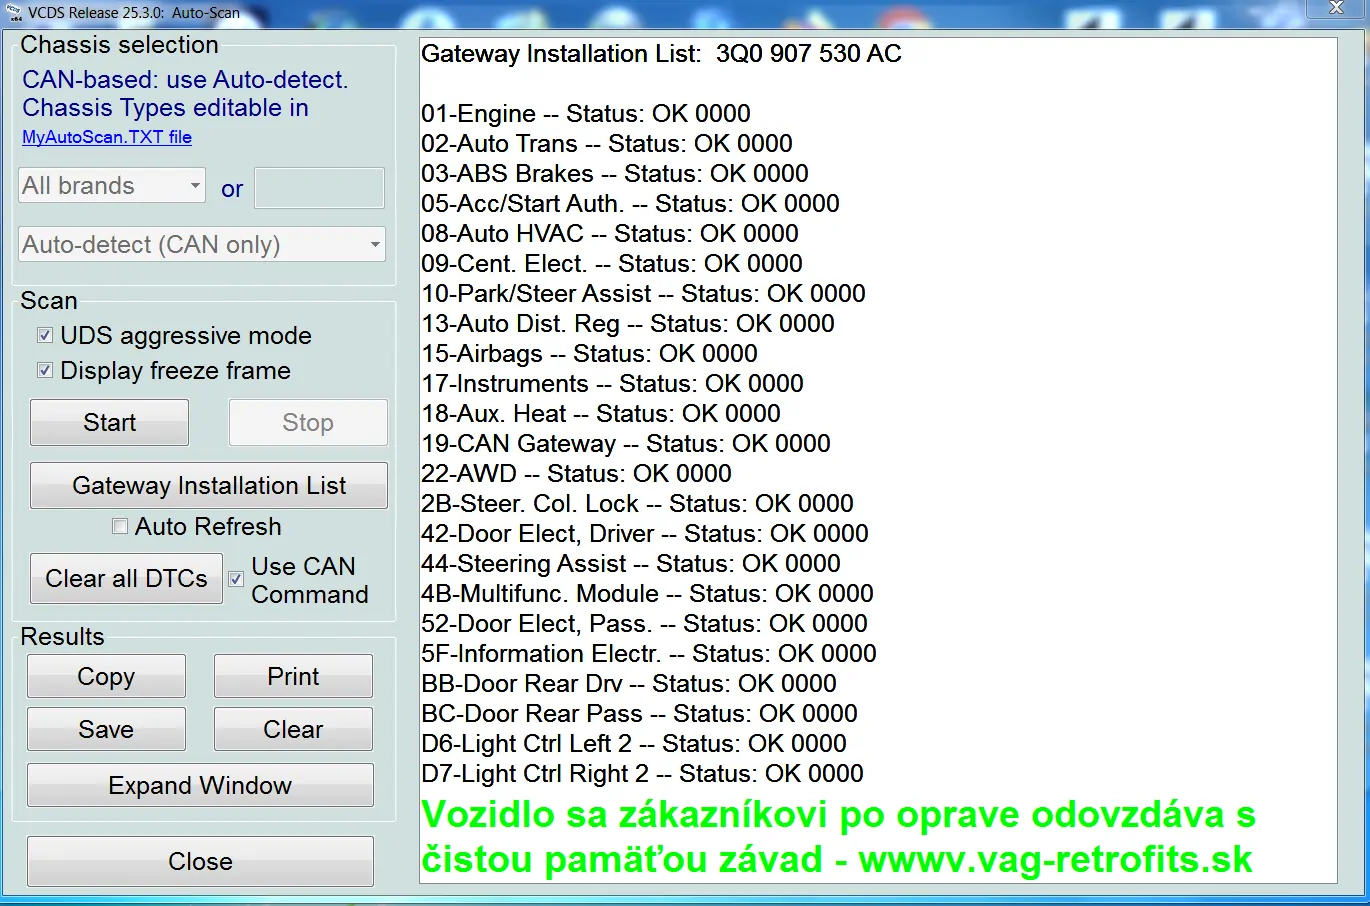 VCDS Release 25.3.0: Auto-Scan
Chassis selection
CAN-based: use Auto-detect.
Chassis Types editable in
MyAutoScan.TXT file
All brands
or
Auto-detect (CAN only)
Scan
UDS aggressive mode
Display freeze frame
Start
Stop
Gateway Installation List
Auto Refresh
Clear all DTCs
Use CAN
Command
Results
Copy
Print
Save
Clear
Expand Window
Close
Gateway Installation List: 3Q0 907 530 AC
01-Engine -- Status: OK 0000
02-Auto Trans -- Status: OK 0000
03-ABS Brakes -- Status: OK 0000
05-Acc/Start Auth. -- Status: OK 0000
08-Auto HVAC -- Status: OK 0000
09-Cent. Elect. -- Status: OK 0000
10-Park/Steer Assist -- Status: OK 0000
13-Auto Dist. Reg -- Status: OK 0000
15-Airbags -- Status: OK 0000
17-Instruments -- Status: OK 0000
18-Aux. Heat -- Status: OK 0000
19-CAN Gateway -- Status: OK 0000
22-AWD -- Status: OK 0000
2B-Steer. Col. Lock -- Status: OK 0000
42-Door Elect, Driver -- Status: OK 0000
44-Steering Assist -- Status: OK 0000
4B-Multifunc. Module -- Status: OK 0000
52-Door Elect, Pass. -- Status: OK 0000
5F-Information Electr. -- Status: OK 0000
BB-Door Rear Drv -- Status: OK 0000
BC-Door Rear Pass -- Status: OK 0000
D6-Light Ctrl Left 2 -- Status: OK 0000
D7-Light Ctrl Right 2 -- Status: OK 0000
Vozidlo sa zákazníkovi po oprave odovzdáva s
čistou pamäťou závad - wwwv.vag-retrofits.sk